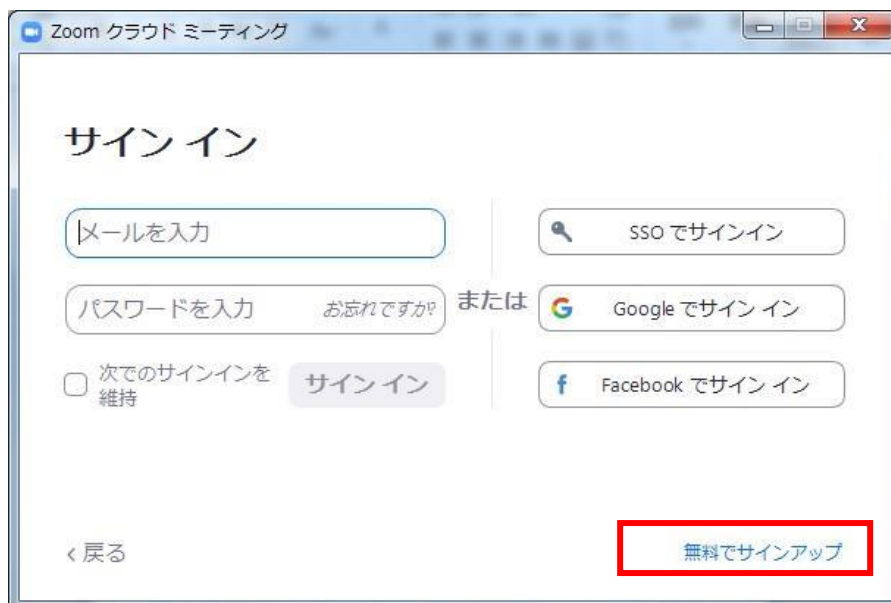 Zoom クラウド ミーティング
サイン イン
メールを入力
パスワードを入力 お忘れですか?
次でのサインインを
維持
サイン イン
または
SSO でサインイン
Google でサイン イン
Facebook でサイン イン
< 戻る
無料でサインアップ